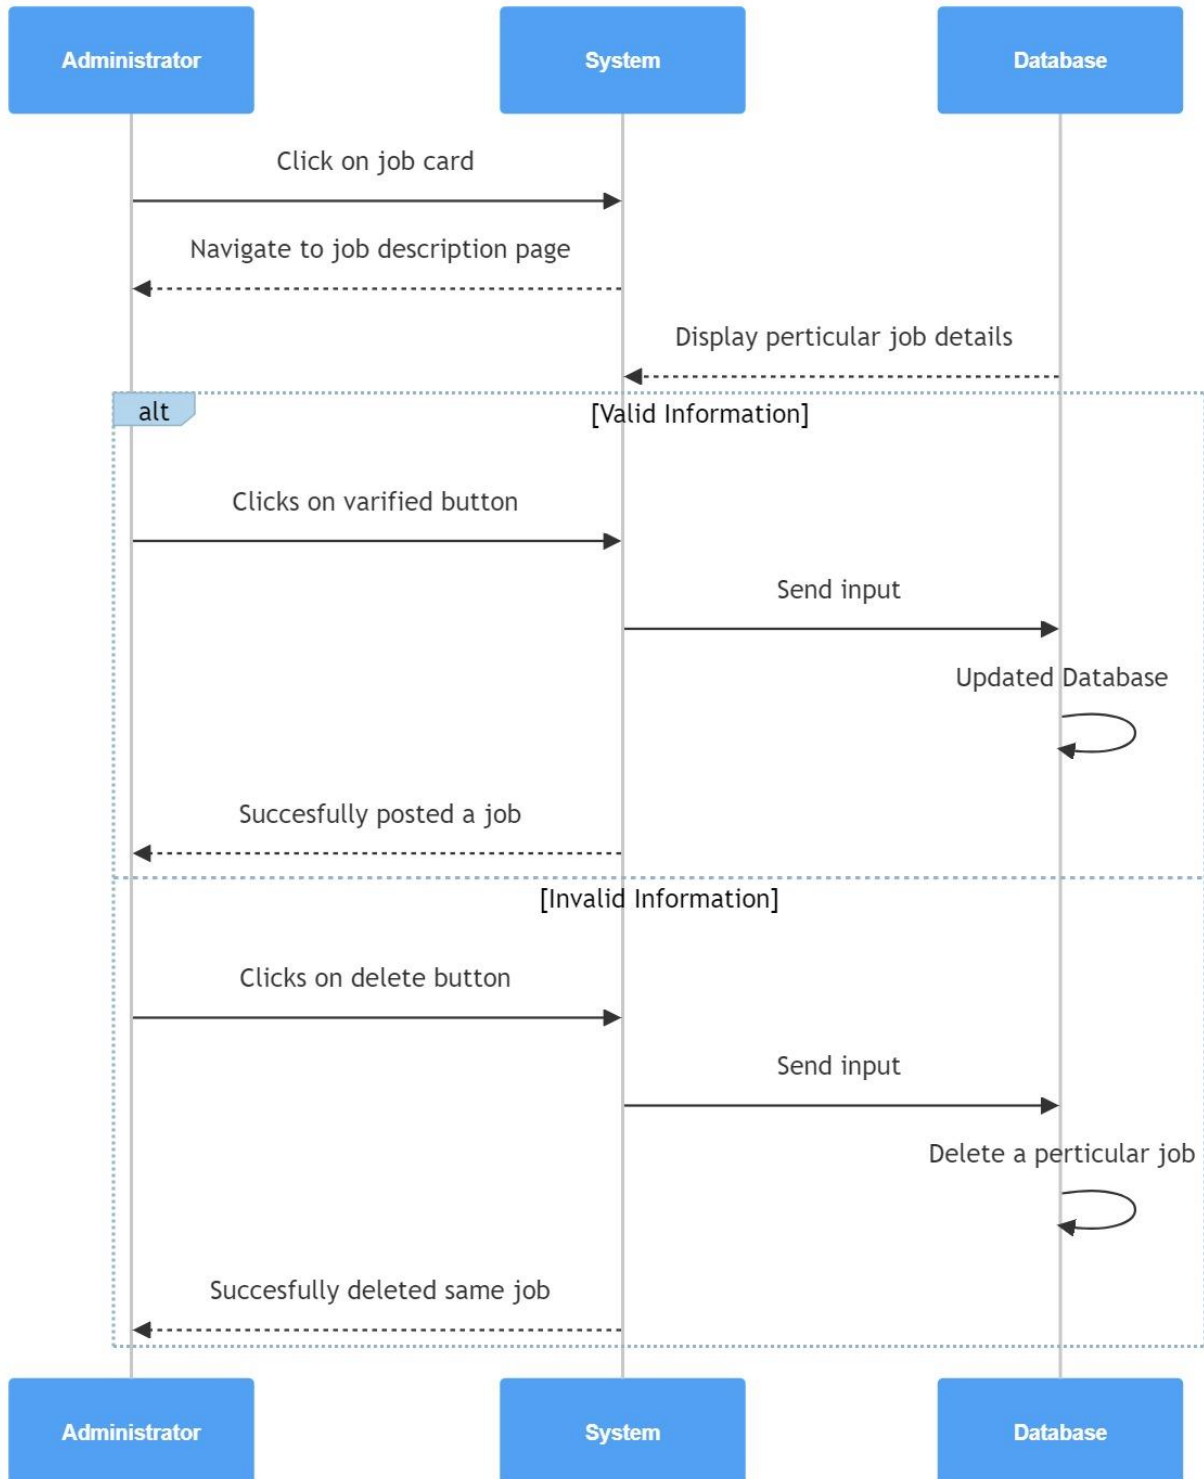 Administrator
System
Database
Click on job card
Navigate to job description page
Display perticular job details
alt
[Valid Information]
Clicks on varified button
Send input
Updated Database
Succesfully posted a job
[Invalid Information]
Clicks on delete button
Send input
Delete a perticular job
Succesfully deleted same job
Administrator
System
Database